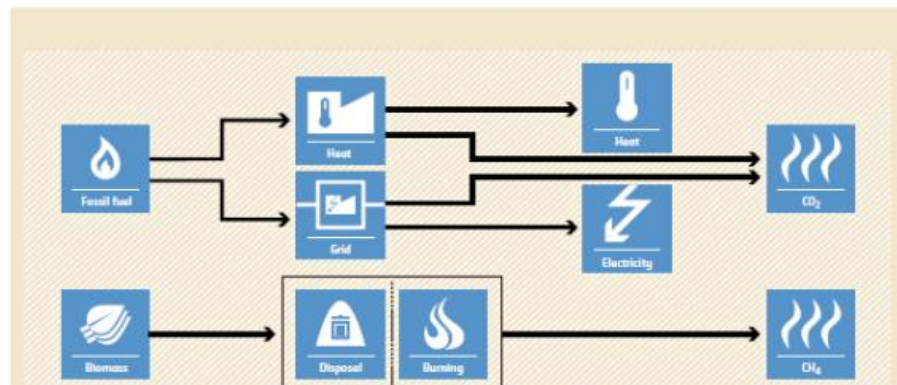 Heat
Heat
Fossil fuel
CO₂
Grid
Electricity
Biomass
Disposal
Burning
CH₄